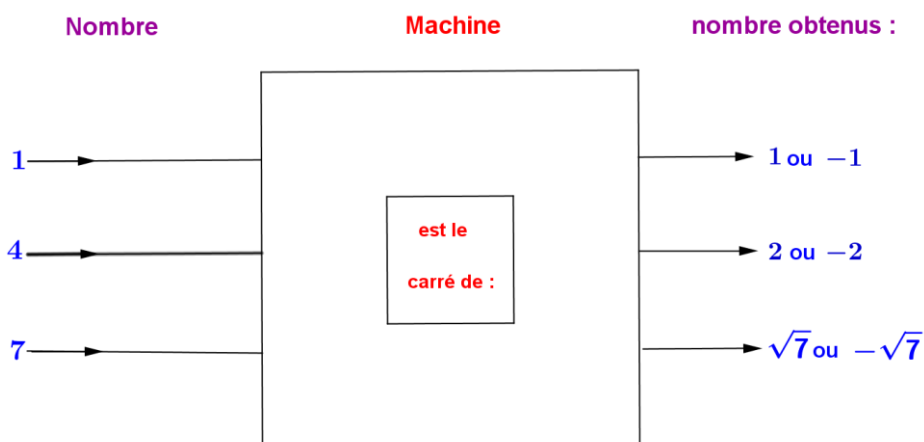 Nombre Machine nombre obtenus :
1 1 ou −1
est le
4 2 ou −2
carré de :
7 √7 ou −√7